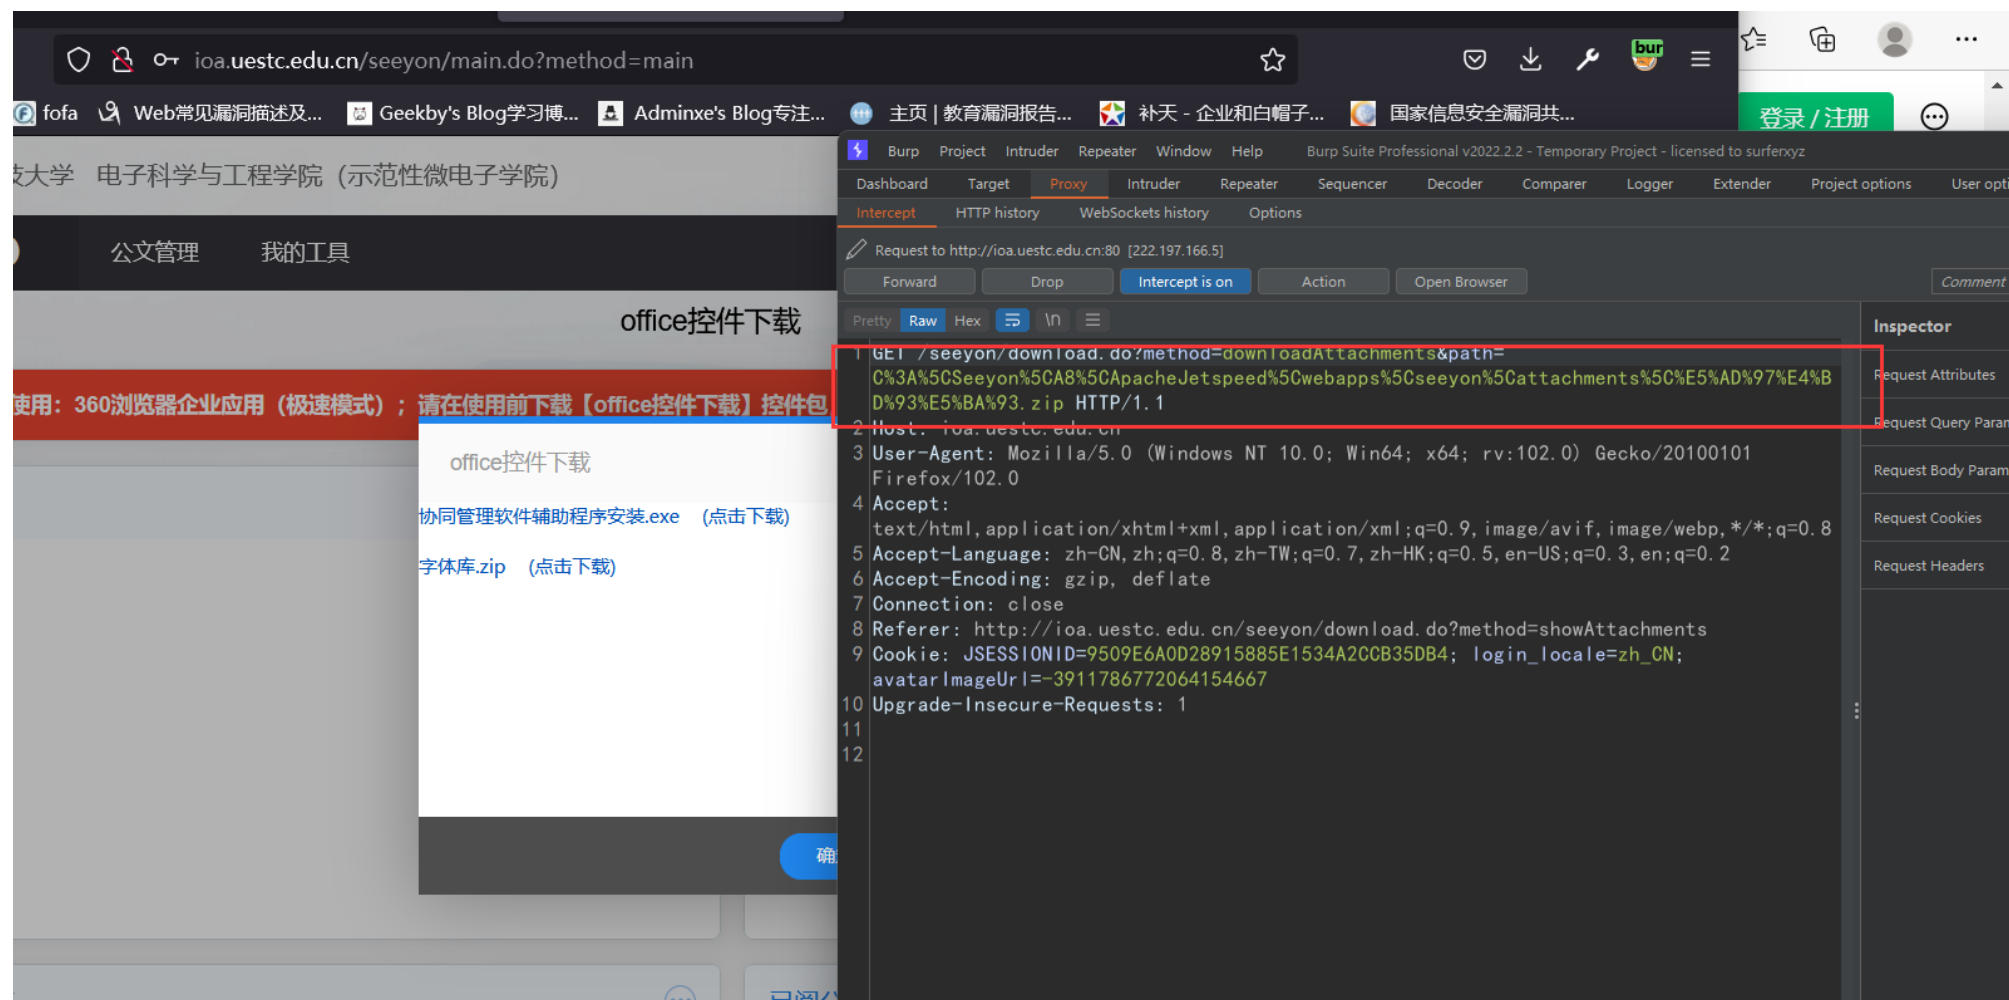 ioa.uestc.edu.cn/seeyon/main.do?method=main
bur
fofa Web常见漏洞描述及... Geekby's Blog学习博... Adminxe's Blog专注... 主页 | 教育漏洞报告... 补天 - 企业和白帽子... 国家信息安全漏洞共...
登录 / 注册
技大学 电子科学与工程学院（示范性微电子学院）
公文管理 我的工具
office控件下载
使用：360浏览器企业应用（极速模式）；请在使用前下载【office控件下载】控件包
office控件下载
协同管理软件辅助程序安装.exe (点击下载)
字体库.zip (点击下载)
Burp Project Intruder Repeater Window Help Burp Suite Professional v2022.2.2 - Temporary Project - licensed to surferxyz
Dashboard Target Proxy Intruder Repeater Sequencer Decoder Comparer Logger Extender Project options User opti
Intercept HTTP history WebSockets history Options
Request to http://ioa.uestc.edu.cn:80 [222.197.166.5]
Forward Drop Intercept is on Action Open Browser Comment
Pretty Raw Hex \n
Inspector
Request Attributes
Request Query Param
Request Body Param
Request Cookies
Request Headers
1 GET /seeyon/download.do?method=downloadAttachments&path=
C%3A%5CSeeyon%5CA8%5CApacheJetspeed%5Cwebapps%5Cseeyon%5Cattachments%5C%E5%AD%97%E4%B
D%93%E5%BA%93.zip HTTP/1.1
2 Host: ioa.uestc.edu.cn
3 User-Agent: Mozilla/5.0 (Windows NT 10.0; Win64; x64; rv:102.0) Gecko/20100101
Firefox/102.0
4 Accept:
text/html,application/xhtml+xml,application/xml;q=0.9,image/avif,image/webp,*/*;q=0.8
5 Accept-Language: zh-CN,zh;q=0.8,zh-TW;q=0.7,zh-HK;q=0.5,en-US;q=0.3,en;q=0.2
6 Accept-Encoding: gzip, deflate
7 Connection: close
8 Referer: http://ioa.uestc.edu.cn/seeyon/download.do?method=showAttachments
9 Cookie: JSESSIONID=9509E6A0D28915885E1534A2CCB35DB4; login_locale=zh_CN;
avatarImageUrl=-3911786772064154667
10 Upgrade-Insecure-Requests: 1
11
12
确